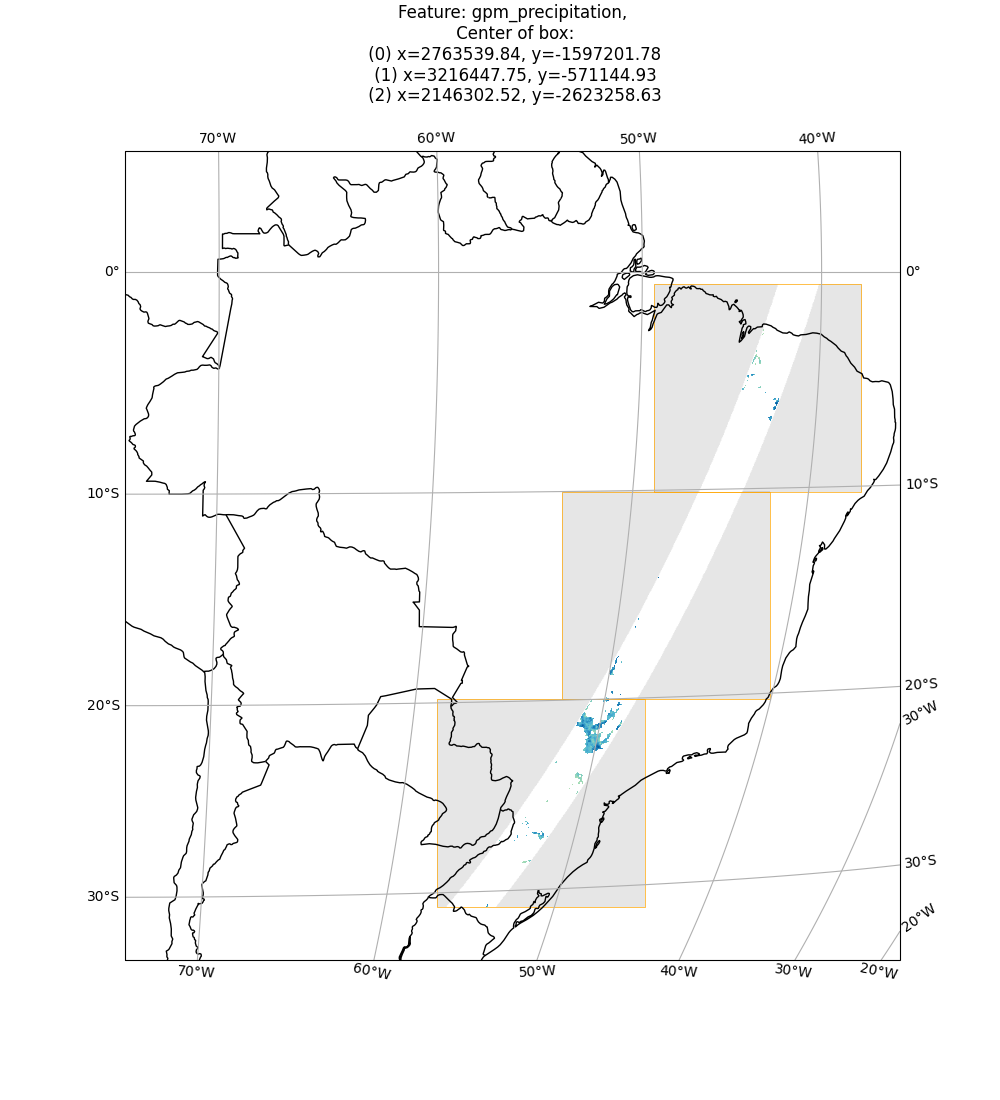 Feature: gpm_precipitation,
Center of box:
(0) x=2763539.84, y=-1597201.78
(1) x=3216447.75, y=-571144.93
(2) x=2146302.52, y=-2623258.63
70°W 60°W 50°W 40°W
0° 0°
10°S 10°S
20°S 20°S
30°W
30°S 30°S
20°W
70°W 60°W 50°W 40°W 30°W 20°W